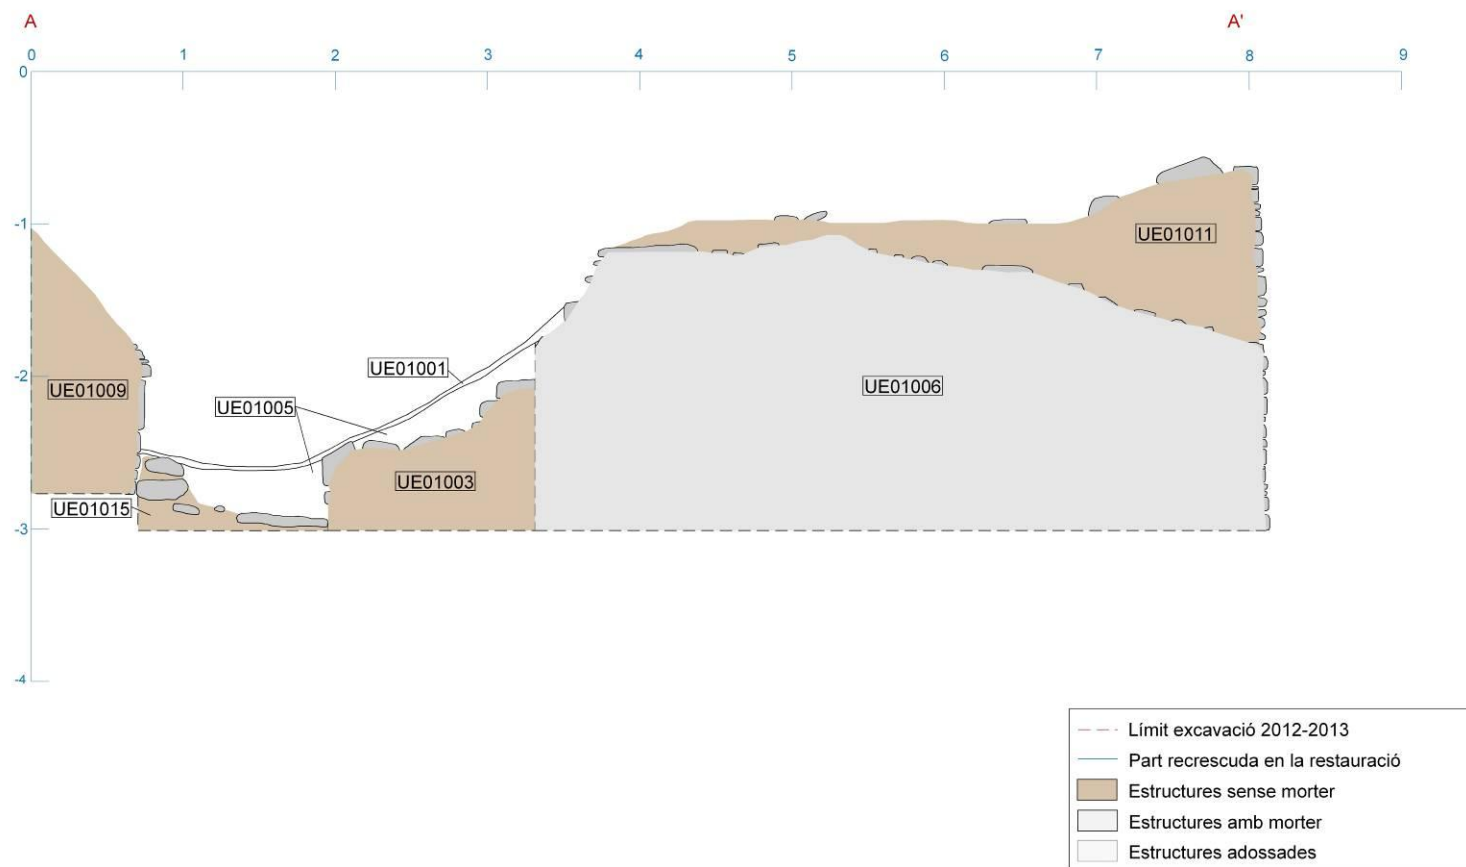 A A'
0 1 2 3 4 5 6 7 8 9
0
-1
UE01011
UE01001
-2
UE01009
UE01006
UE01005
UE01003
UE01015
-3
-4
Límit excavació 2012-2013
Part recrescuda en la restauració
Estructures sense morter
Estructures amb morter
Estructures adossades